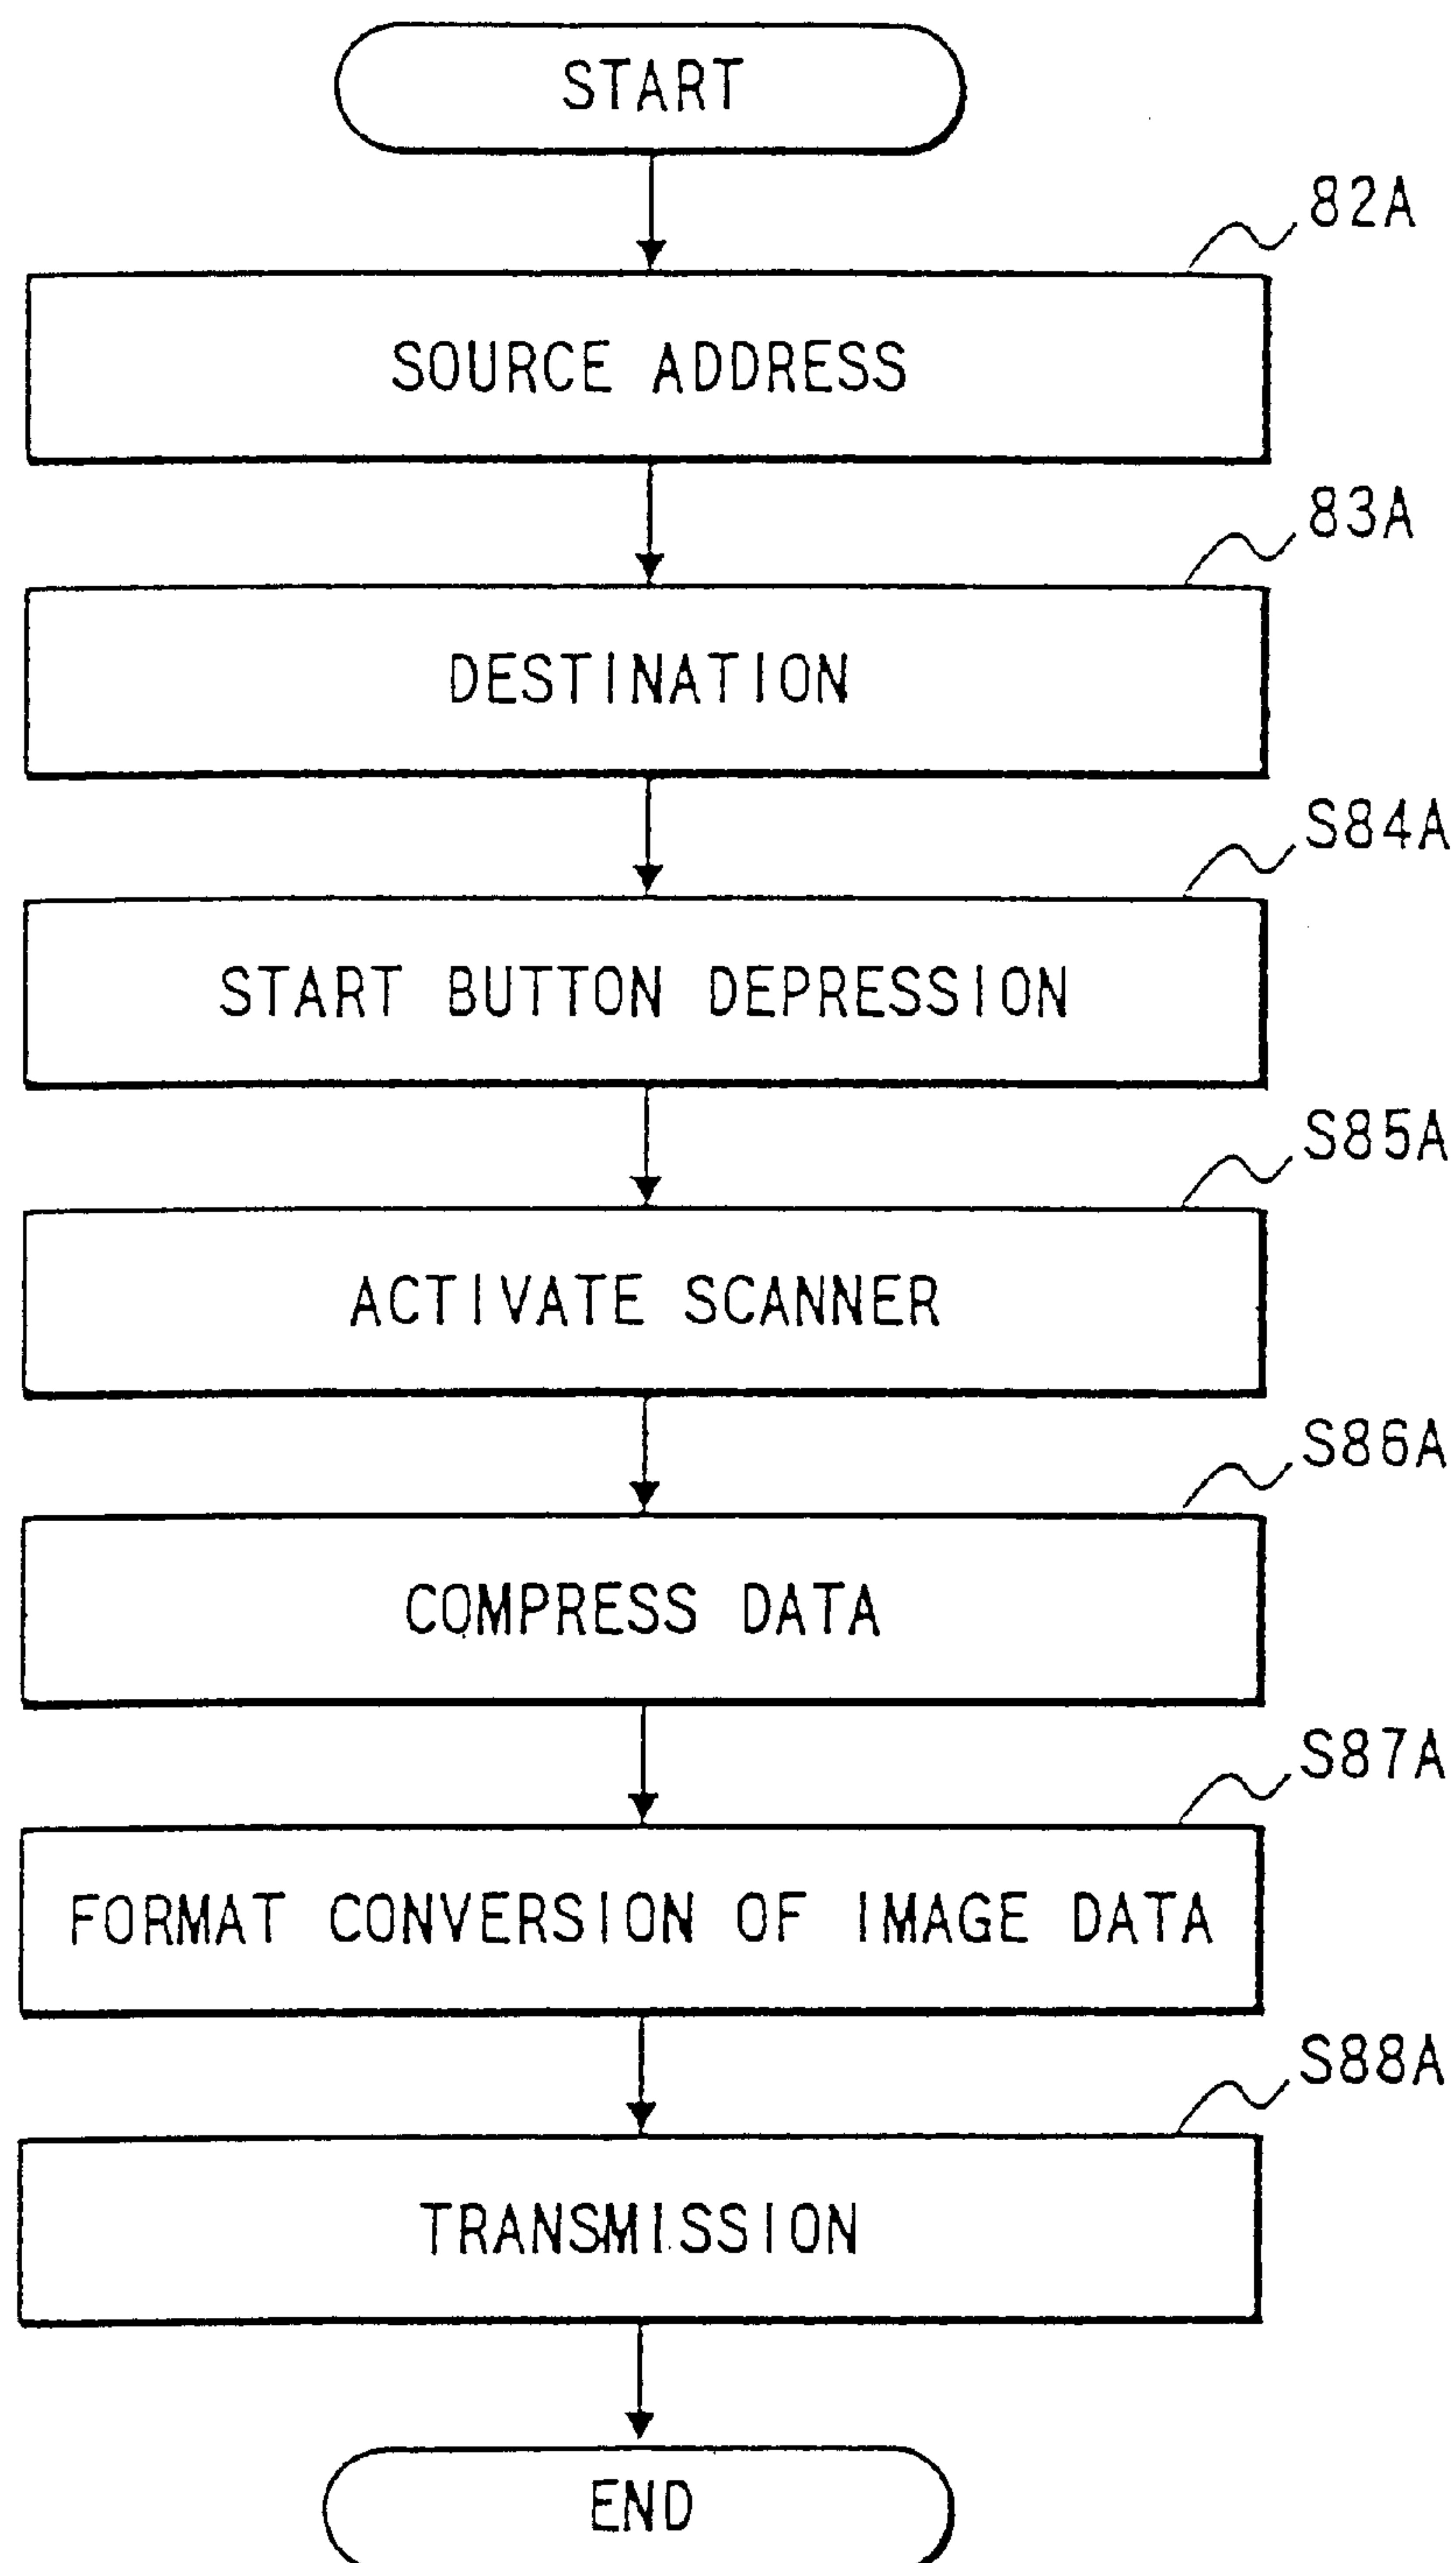 START
82A
SOURCE ADDRESS
83A
DESTINATION
S84A
START BUTTON DEPRESSION
S85A
ACTIVATE SCANNER
S86A
COMPRESS DATA
S87A
FORMAT CONVERSION OF IMAGE DATA
S88A
TRANSMISSION
END